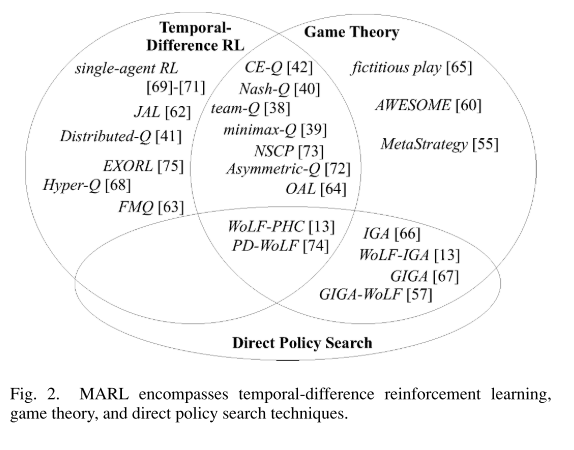 Temporal-
Difference RL
single-agent RL
[69]-[71]
JAL [62]
Distributed-Q [41]
EXORL [75]
Hyper-Q [68]
FMQ [63]
CE-Q [42]
Nash-Q [40]
team-Q [38]
minimax-Q [39]
NSCP [73]
Asymmetric-Q [72]
OAL [64]
WoLF-PHC [13]
PD-WoLF [74]
Game Theory
fictitious play [65]
AWESOME [60]
MetaStrategy [55]
IGA [66]
WoLF-IGA [13]
GIGA [67]
GIGA-WoLF [57]
Direct Policy Search
Fig. 2. MARL encompasses temporal-difference reinforcement learning,
game theory, and direct policy search techniques.